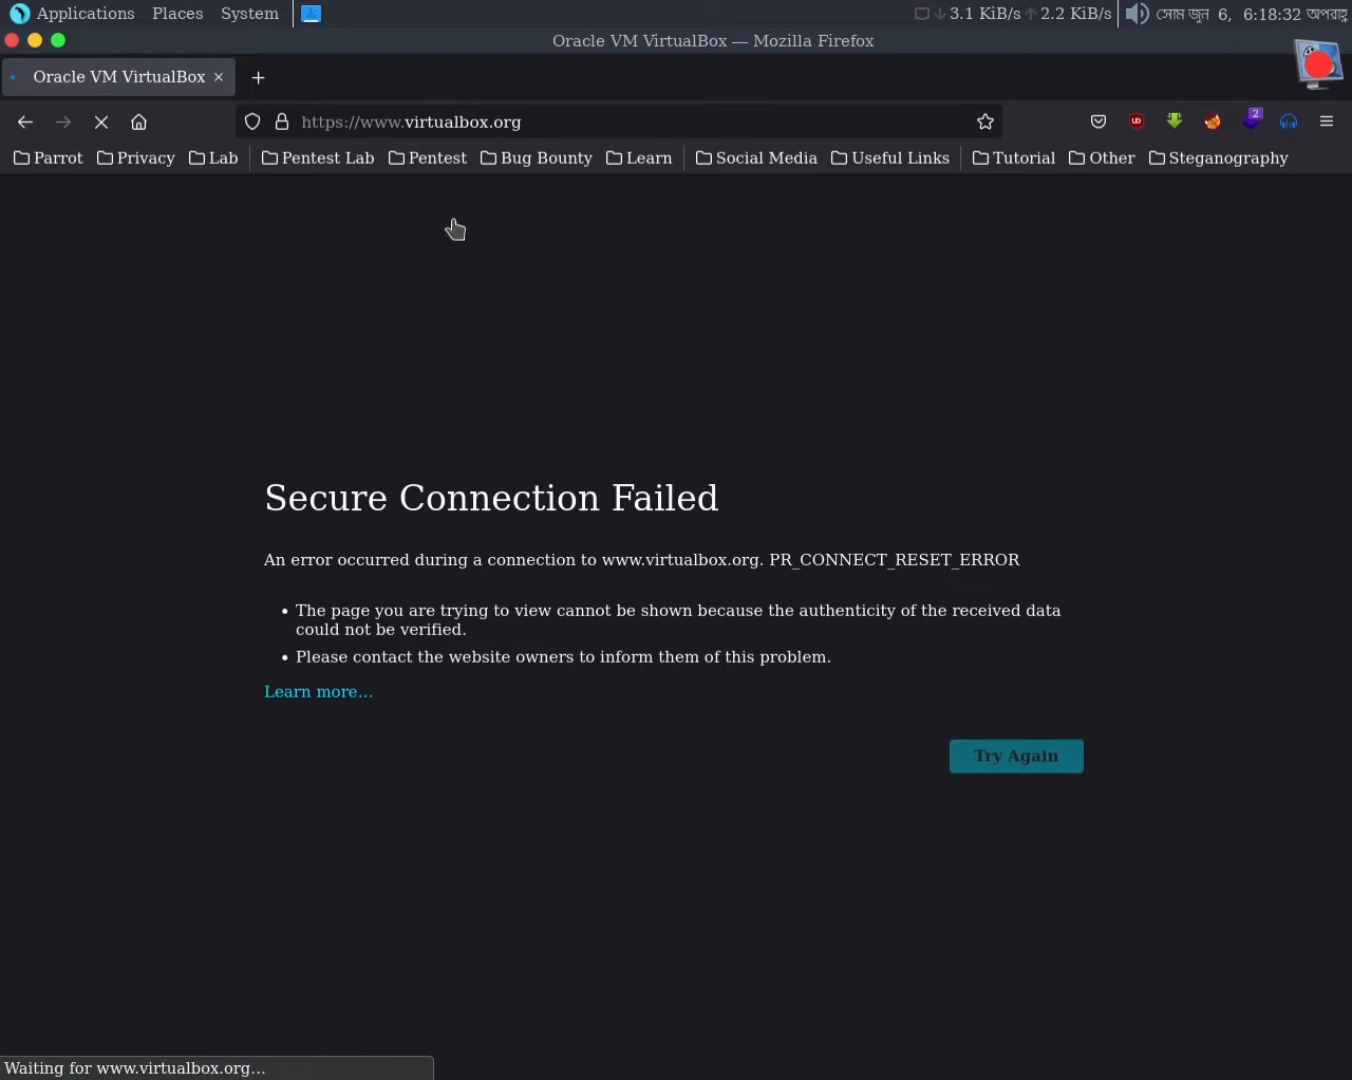 Applications Places System 3.1 KiB/s 2.2 KiB/s সোম জুন 6, 6:18:32 অপরাহ্ণ
Oracle VM VirtualBox — Mozilla Firefox
Oracle VM VirtualBox
https://www.virtualbox.org 2
Parrot Privacy Lab Pentest Lab Pentest Bug Bounty Learn Social Media Useful Links Tutorial Other Steganography
Secure Connection Failed
An error occurred during a connection to www.virtualbox.org. PR_CONNECT_RESET_ERROR
• The page you are trying to view cannot be shown because the authenticity of the received data
could not be verified.
• Please contact the website owners to inform them of this problem.
Learn more…
Try Again
Waiting for www.virtualbox.org…